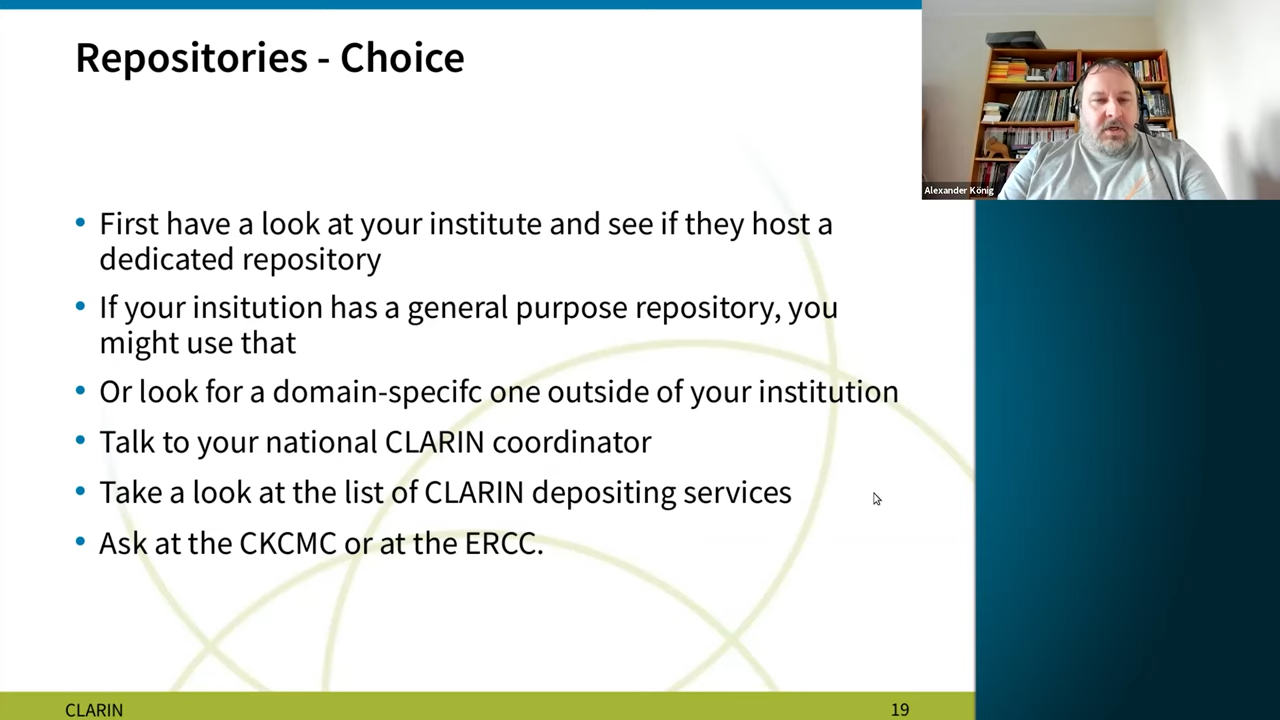 Repositories - Choice
Alexander König
• First have a look at your institute and see if they host a
dedicated repository
• If your insitution has a general purpose repository, you
might use that
• Or look for a domain-specifc one outside of your institution
• Talk to your national CLARIN coordinator
• Take a look at the list of CLARIN depositing services
• Ask at the CKCMC or at the ERCC.
CLARIN
19